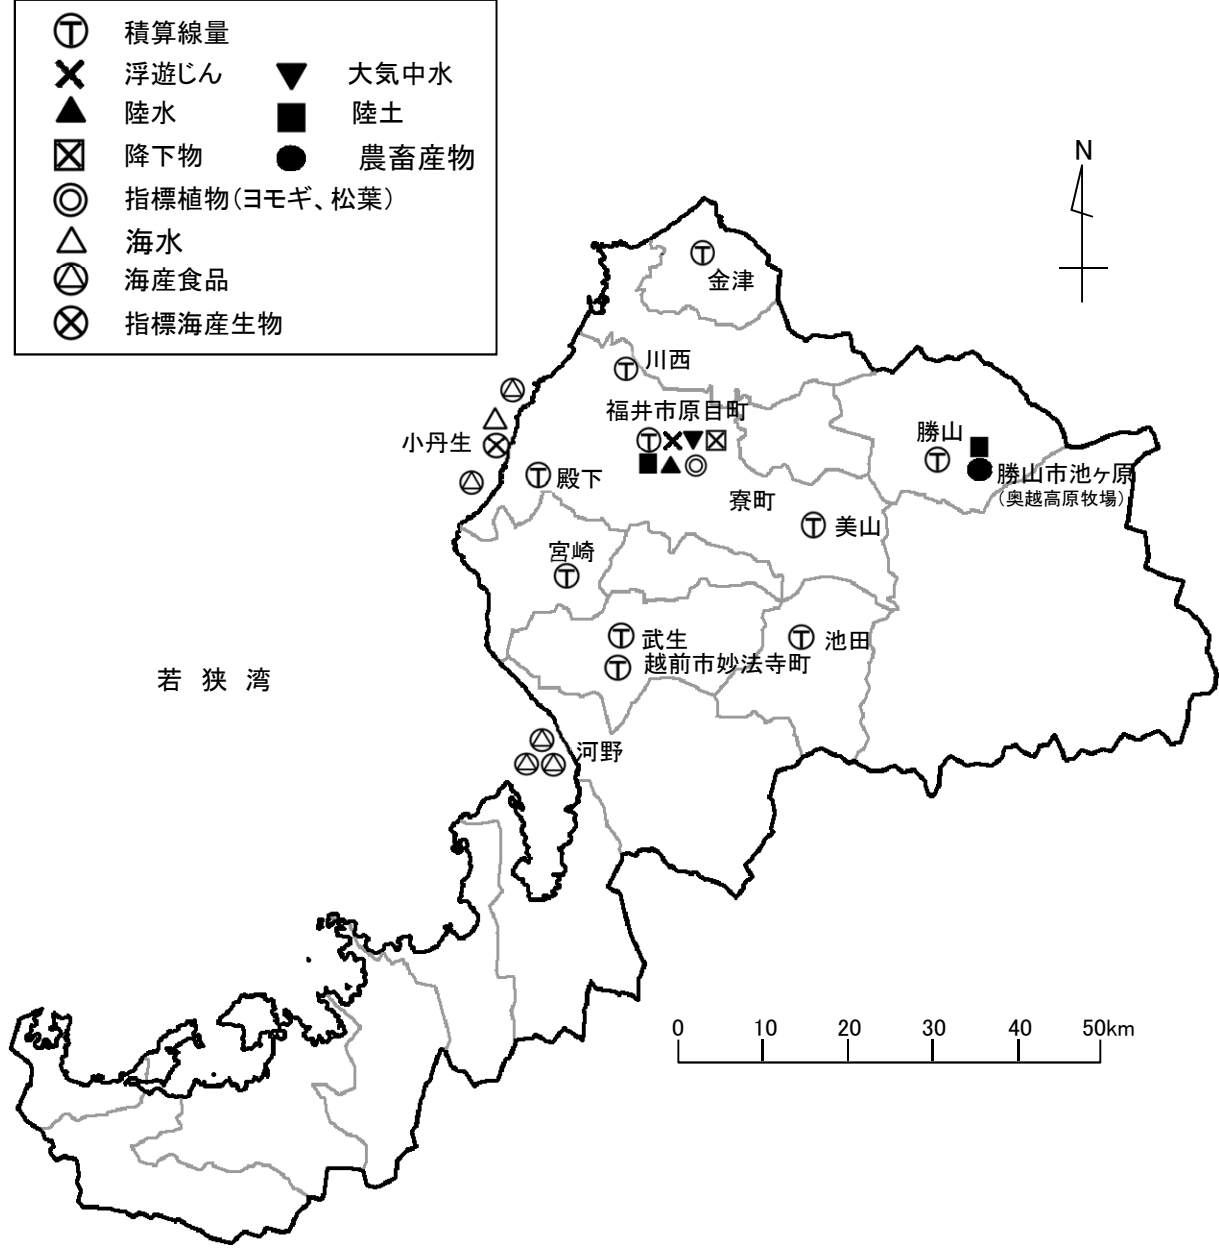 積算線量
浮遊じん 大気中水
陸水 陸土
降下物 農畜産物
指標植物(ヨモギ、松葉)
海水
海産食品
指標海産生物
N
金津
川西
福井市原目町
小丹生
勝山
殿下
勝山市池ヶ原
(奥越高原牧場)
寮町
美山
宮崎
武生
池田
越前市妙法寺町
若狭湾
河野
0 10 20 30 40 50km